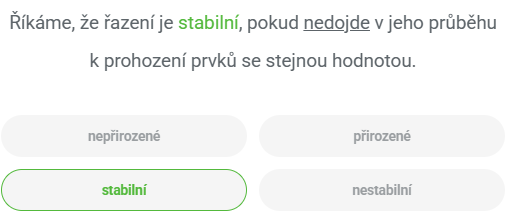 Říkáme, že řazení je stabilní, pokud nedojde v jeho průběhu
k prohození prvků se stejnou hodnotou.
nepřirozené
přirozené
stabilní
nestabilní